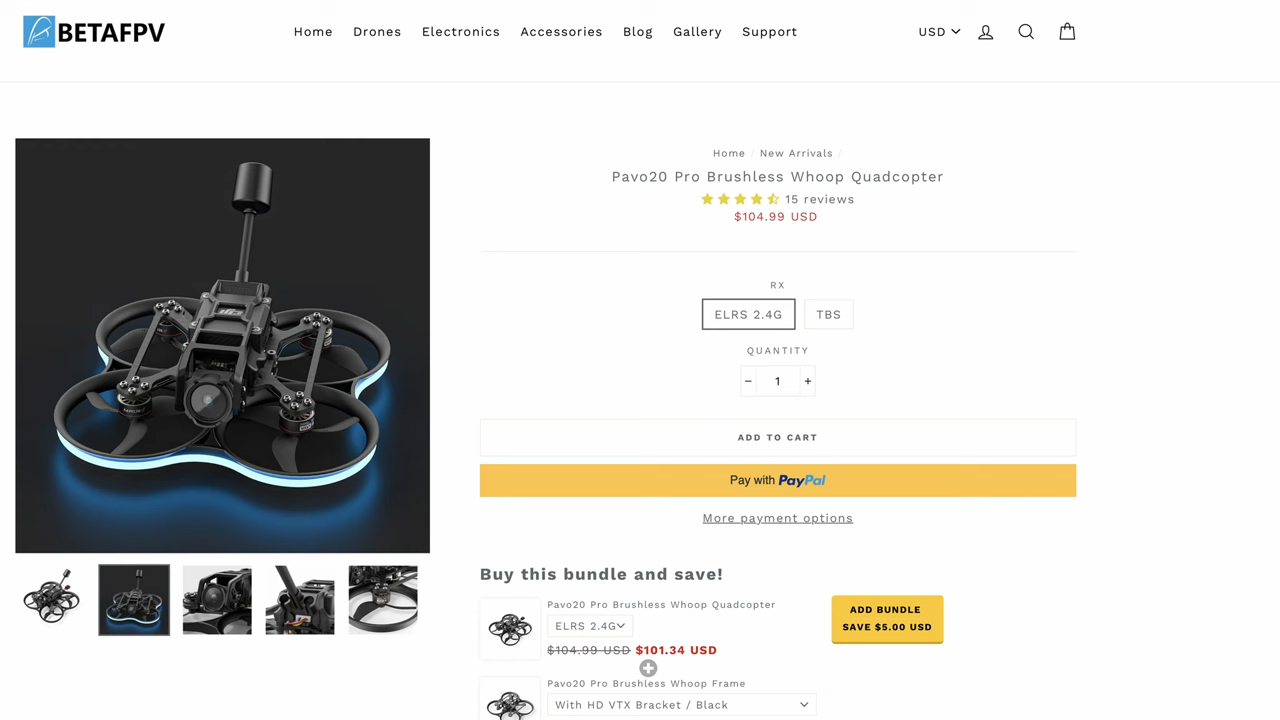 BETAFPV
Home Drones Electronics Accessories Blog Gallery Support
USD
Home / New Arrivals /
Pavo20 Pro Brushless Whoop Quadcopter
15 reviews
$104.99 USD
RX
ELRS 2.4G TBS
QUANTITY
− 1 +
ADD TO CART
Pay with PayPal
More payment options
Buy this bundle and save!
Pavo20 Pro Brushless Whoop Quadcopter
ELRS 2.4G
$104.99 USD $101.34 USD
ADD BUNDLE
SAVE $5.00 USD
Pavo20 Pro Brushless Whoop Frame
With HD VTX Bracket / Black